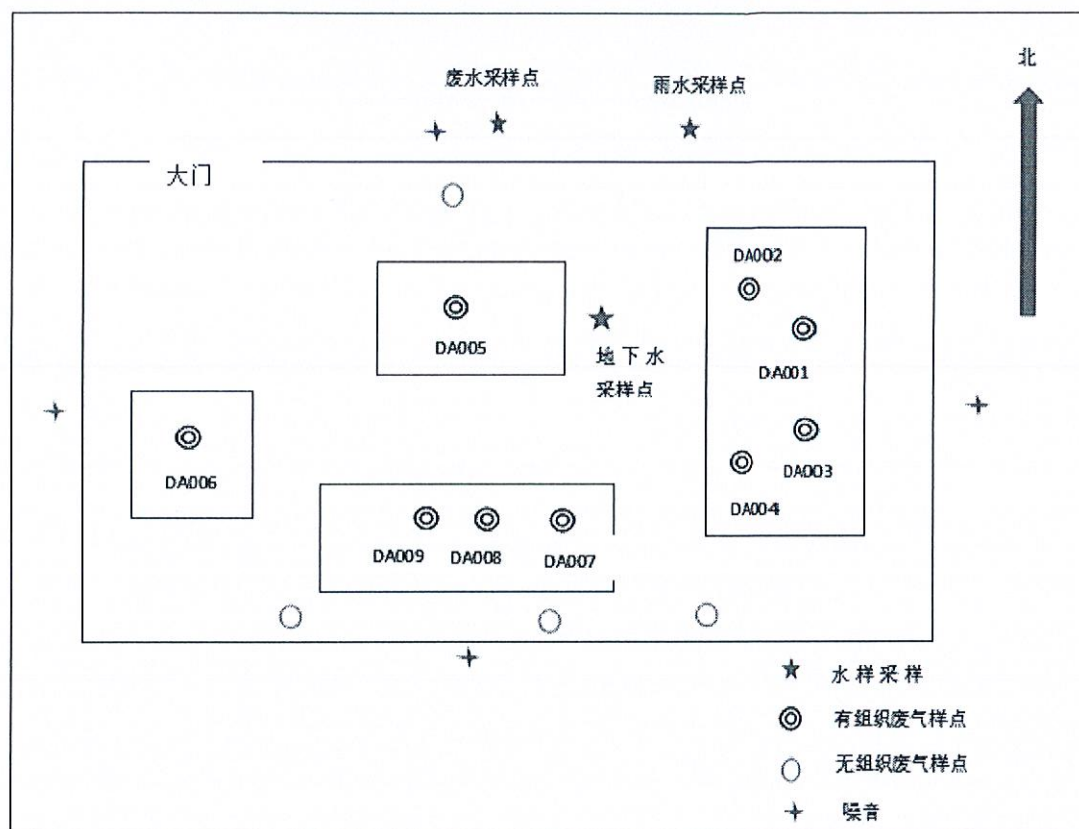 北
废水采样点
雨水采样点
大门
DA002
DA005
地下水
采样点
DA001
DA003
DA006
DA004
DA009
DA008
DA007
水样采样
有组织废气样点
无组织废气样点
噪音